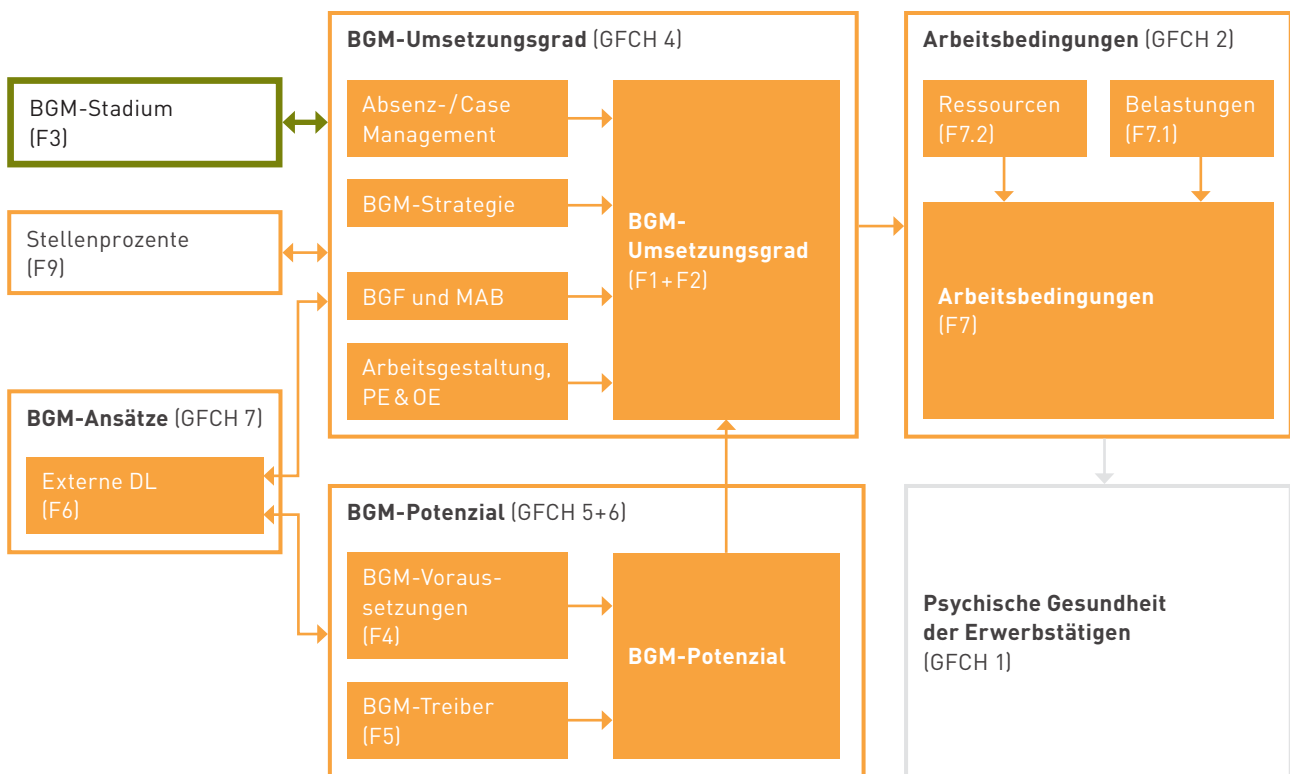 BGM-Stadium
(F3)
Stellenprozente
(F9)
BGM-Ansätze (GFCH 7)
Externe DL
(F6)
BGM-Umsetzungsgrad (GFCH 4)
Absenz-/Case
Management
BGM-Strategie
BGF und MAB
Arbeitsgestaltung,
PE & OE
BGM-
Umsetzungsgrad
(F1 + F2)
BGM-Potenzial (GFCH 5+6)
BGM-Voraus-
setzungen
(F4)
BGM-Treiber
(F5)
BGM-Potenzial
Arbeitsbedingungen (GFCH 2)
Ressourcen
(F7.2)
Belastungen
(F7.1)
Arbeitsbedingungen
(F7)
Psychische Gesundheit
der Erwerbstätigen
(GFCH 1)